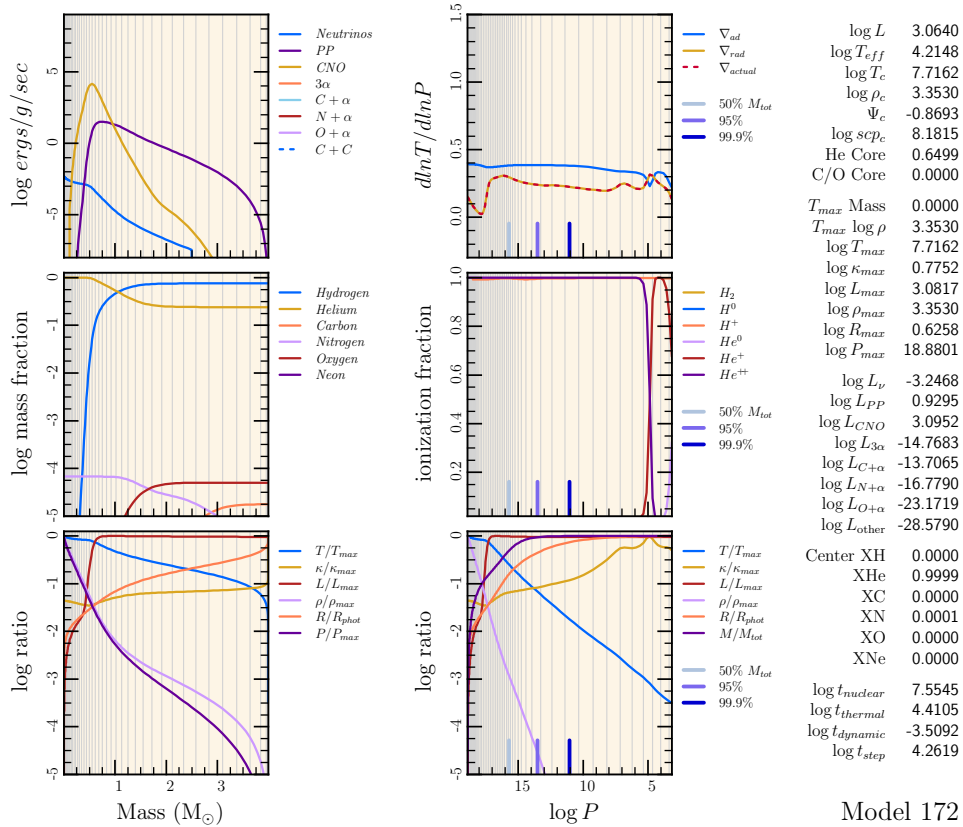 log ergs/g/sec
5
0
-5
Neutrinos
PP
CNO
3α
C + α
N + α
O + α
C + C
dlnT/dlnP
1.5
1.0
0.5
0.0
∇ad
∇rad
∇actual
50% Mtot
95%
99.9%
log mass fraction
0
-1
-2
-3
-4
-5
Hydrogen
Helium
Carbon
Nitrogen
Oxygen
Neon
ionization fraction
1.0
0.8
0.6
0.4
0.2
H2
H0
H+
He0
He+
He++
50% Mtot
95%
99.9%
log ratio
0
-1
-2
-3
-4
-5
1
2
3
Mass (M⊙)
T/Tmax
κ/κmax
L/Lmax
ρ/ρmax
R/Rphot
P/Pmax
log ratio
0
-1
-2
-3
-4
-5
15
10
5
log P
T/Tmax
κ/κmax
L/Lmax
ρ/ρmax
R/Rphot
M/Mtot
50% Mtot
95%
99.9%
log L 3.0640
log Teff 4.2148
log Tc 7.7162
log ρc 3.3530
Ψc -0.8693
log scpc 8.1815
He Core 0.6499
C/O Core 0.0000
Tmax Mass 0.0000
Tmax log ρ 3.3530
log Tmax 7.7162
log κmax 0.7752
log Lmax 3.0817
log ρmax 3.3530
log Rmax 0.6258
log Pmax 18.8801
log Lν -3.2468
log LPP 0.9295
log LCNO 3.0952
log L3α -14.7683
log LC+α -13.7065
log LN+α -16.7790
log LO+α -23.1719
log Lother -28.5790
Center XH 0.0000
XHe 0.9999
XC 0.0000
XN 0.0001
XO 0.0000
XNe 0.0000
log tnuclear 7.5545
log tthermal 4.4105
log tdynamic -3.5092
log tstep 4.2619
Model 172